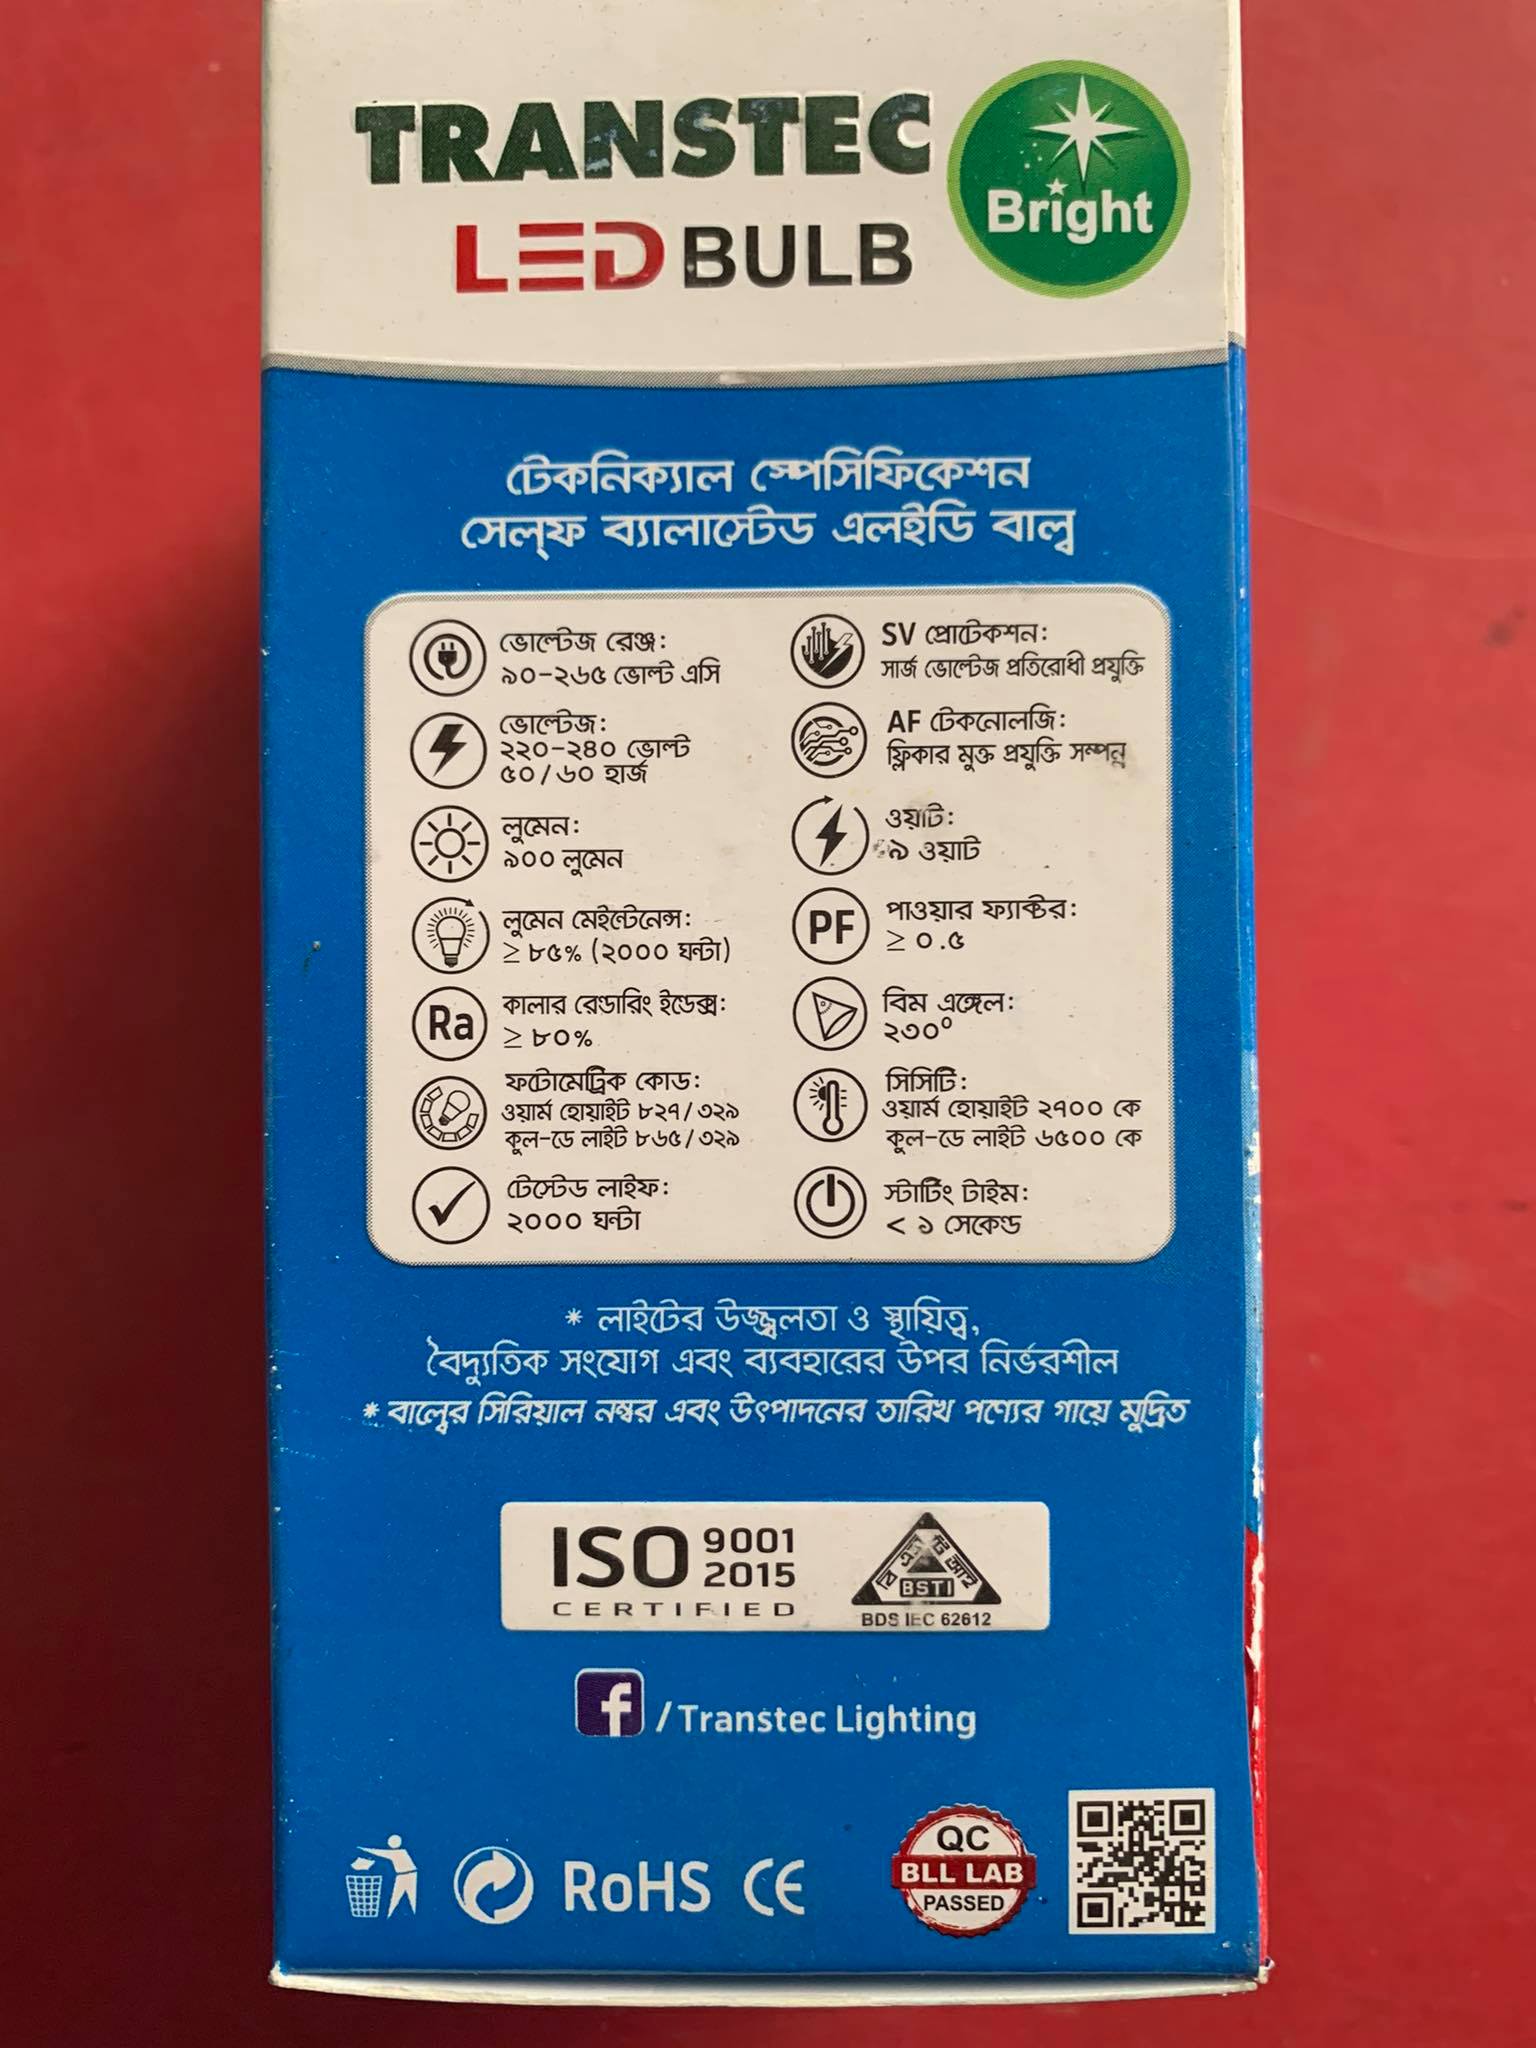 TRANSTEC
LED BULB
Bright
টেকনিক্যাল স্পেসিফিকেশন
সেল্‌ফ ব্যালাস্টেড এলইডি বাল্ব
ভোল্টেজ রেঞ্জ:
৯০-২৬৫ ভোল্ট এসি
ভোল্টেজ:
২২০-২৪০ ভোল্ট
৫০/৬০ হার্জ
লুমেন:
৯০০ লুমেন
লুমেন মেইন্টেনেন্স:
≥ ৮৫% (২০০০ ঘন্টা)
Ra
কালার রেন্ডারিং ইন্ডেক্স:
≥ ৮০%
ফটোমেট্রিক কোড:
ওয়ার্ম হোয়াইট ৮২৭/৩২৯
কুল-ডে লাইট ৮৬৫/৩২৯
টেস্টেড লাইফ:
২০০০ ঘন্টা
SV প্রোটেকশন:
সার্জ ভোল্টেজ প্রতিরোধী প্রযুক্তি
AF টেকনোলজি:
ফ্লিকার মুক্ত প্রযুক্তি সম্পন্ন
ওয়াট:
৯ ওয়াট
PF
পাওয়ার ফ্যাক্টর:
≥ ০.৫
বিম এঙ্গেল:
২৩০°
সিসিটি:
ওয়ার্ম হোয়াইট ২৭০০ কে
কুল-ডে লাইট ৬৫০০ কে
স্টার্টিং টাইম:
< ১ সেকেন্ড
* লাইটের উজ্জ্বলতা ও স্থায়িত্ব,
বৈদ্যুতিক সংযোগ এবং ব্যবহারের উপর নির্ভরশীল
* বাল্বের সিরিয়াল নম্বর এবং উৎপাদনের তারিখ পণ্যের গায়ে মুদ্রিত
ISO 9001
2015
CERTIFIED
বি এস টি আই
BSTI
BDS IEC 62612
f /Transtec Lighting
RoHS CE
QC
BLL LAB
PASSED